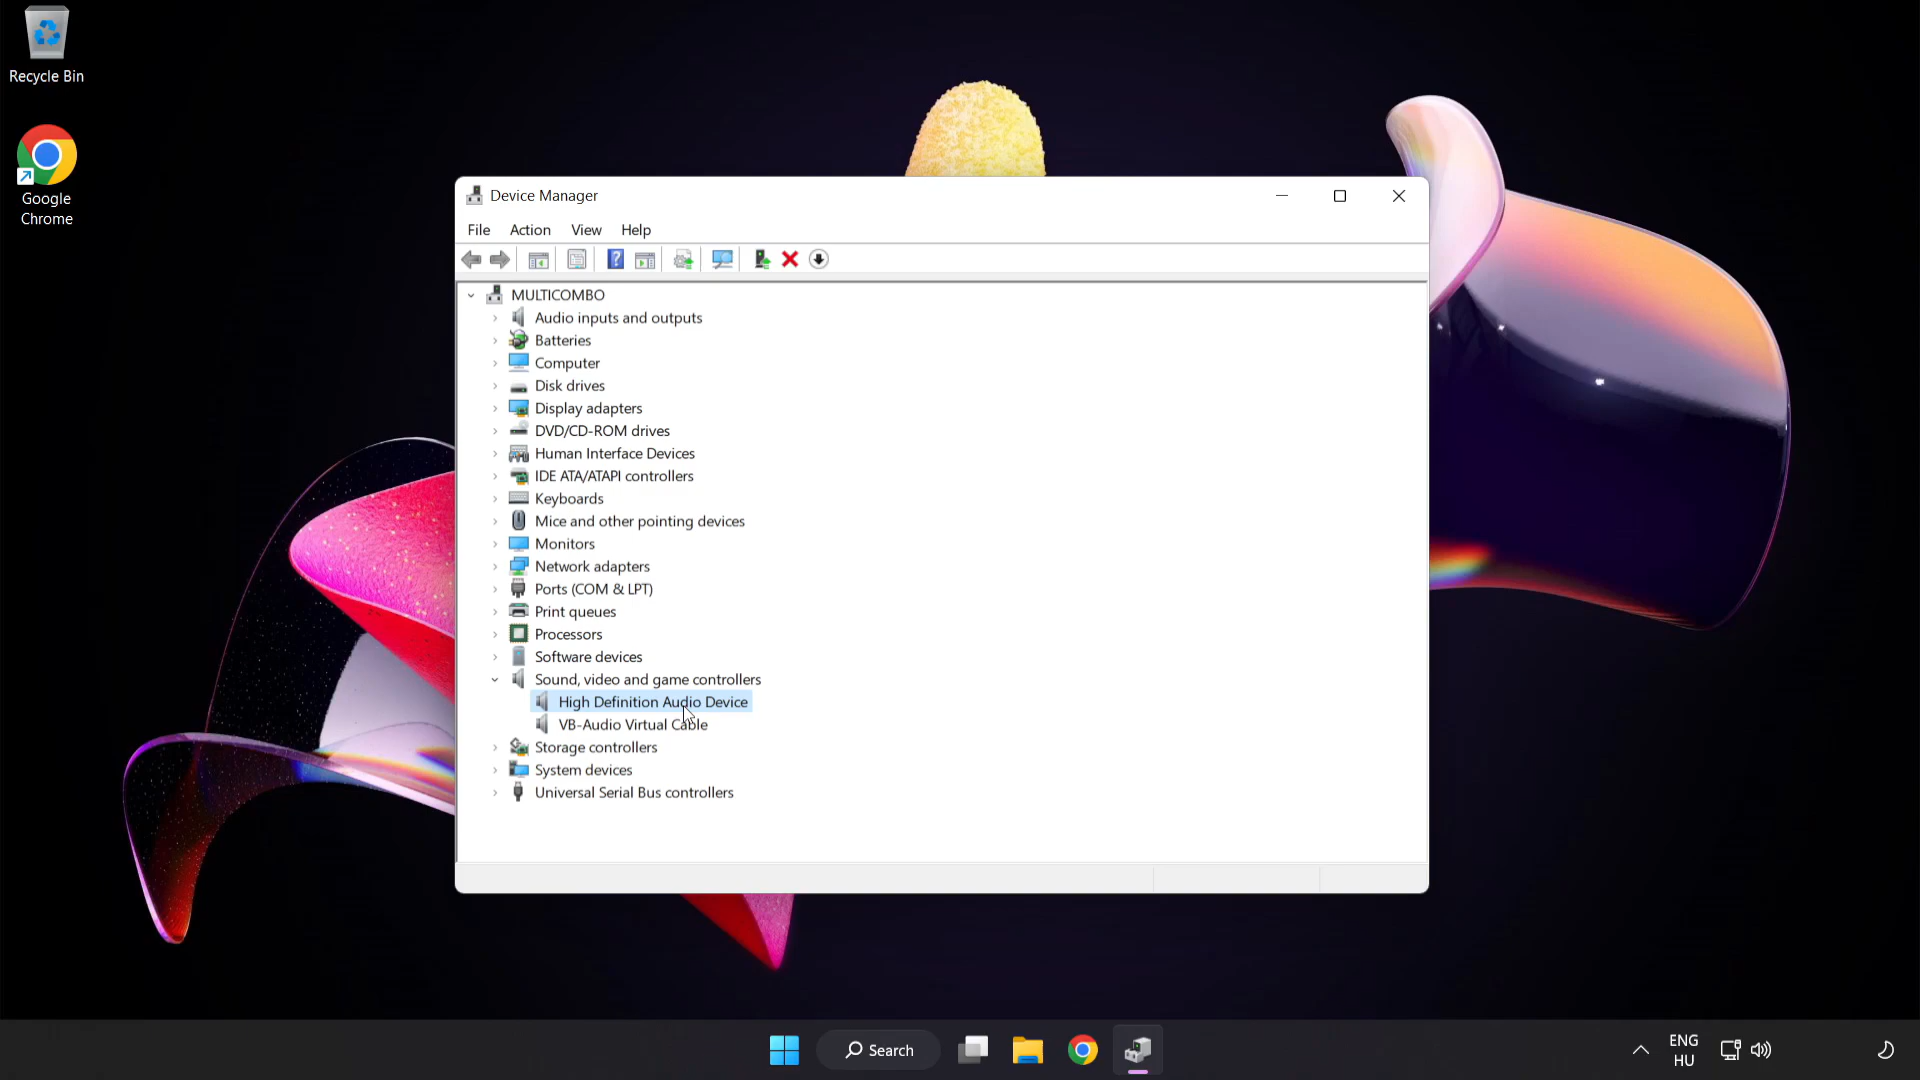 Recycle Bin
Google
Chrome
Device Manager
File Action View Help
MULTICOMBO
Audio inputs and outputs
Batteries
Computer
Disk drives
Display adapters
DVD/CD-ROM drives
Human Interface Devices
IDE ATA/ATAPI controllers
Keyboards
Mice and other pointing devices
Monitors
Network adapters
Ports (COM & LPT)
Print queues
Processors
Software devices
Sound, video and game controllers
High Definition Audio Device
VB-Audio Virtual Cable
Storage controllers
System devices
Universal Serial Bus controllers
Search
ENG
HU